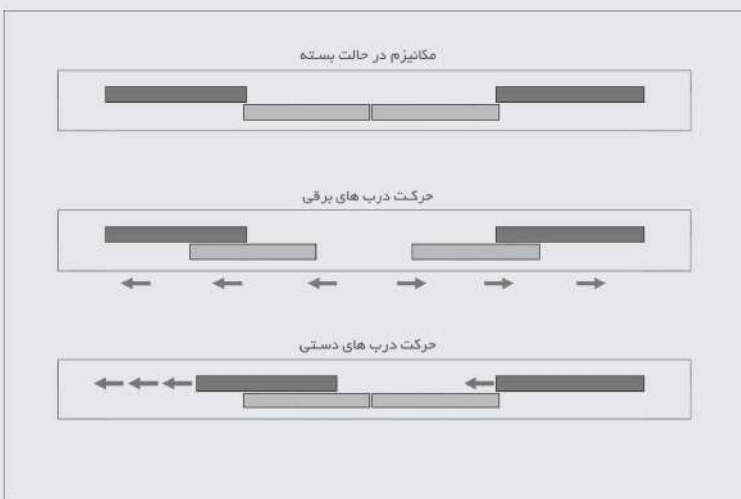 مکانیزم در حالت بسته
حرکت درب های برقی
حرکت درب های دستی